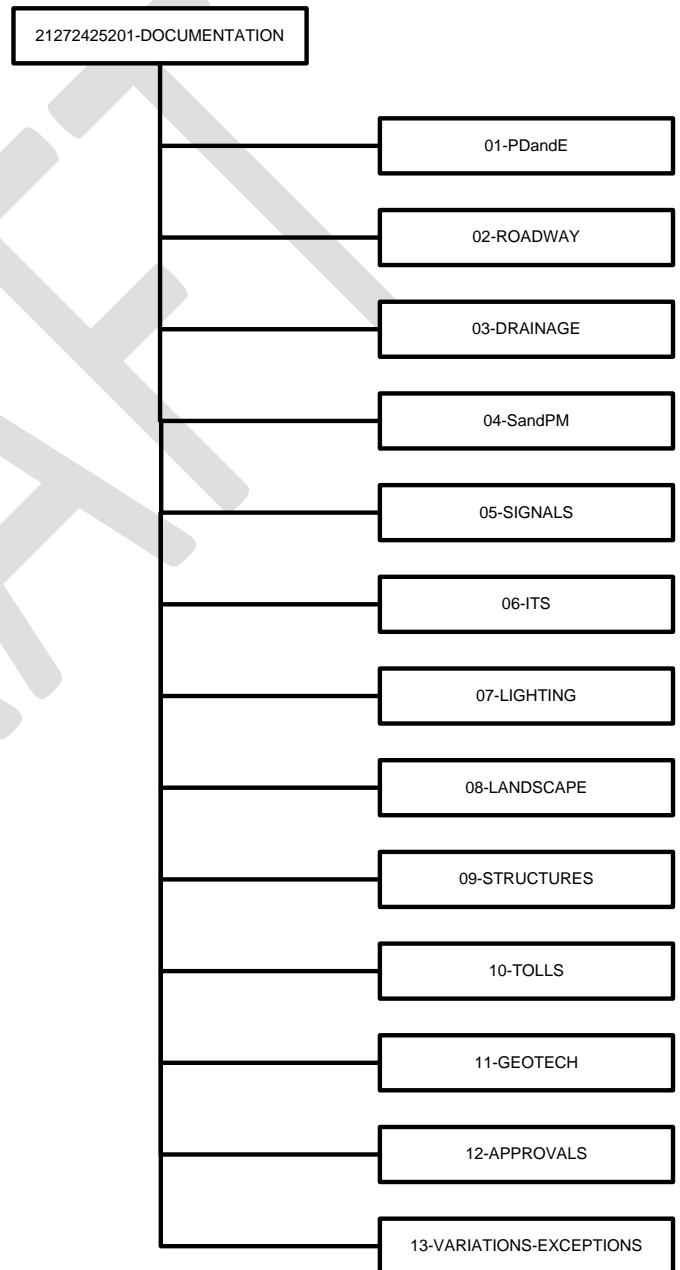 21272425201-DOCUMENTATION
01-PDandE
02-ROADWAY
03-DRAINAGE
04-SandPM
05-SIGNALS
06-ITS
07-LIGHTING
08-LANDSCAPE
09-STRUCTURES
10-TOLLS
11-GEOTECH
12-APPROVALS
13-VARIATIONS-EXCEPTIONS